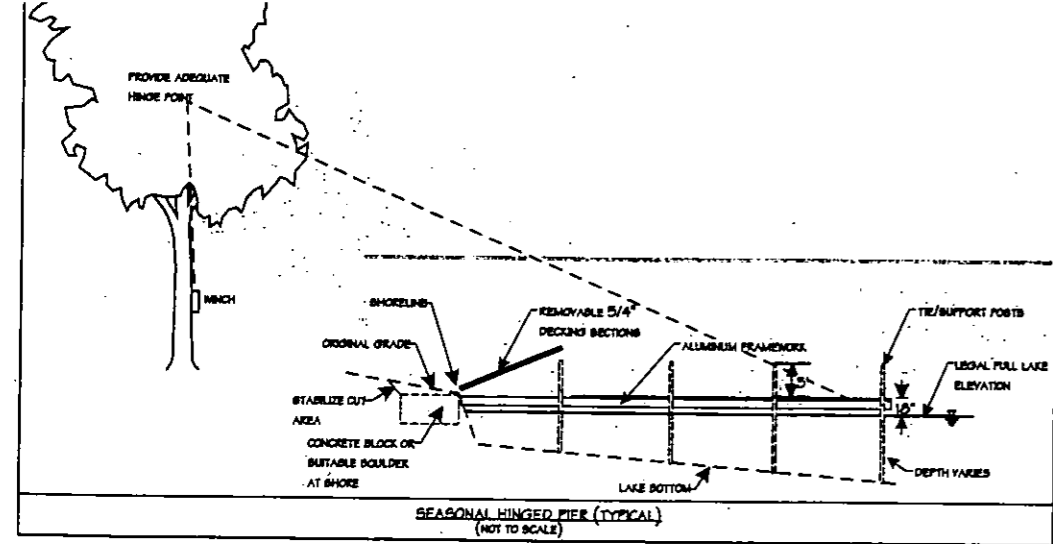 PROVIDE ADEQUATE
HINGE POINT
WINCH
SHORELINE
REMOVABLE 5/4"
DECKING SECTIONS
TIE/SUPPORT POSTS
ORIGINAL GRADE
ALUMINUM FRAMEWORK
LEGAL FULL LAKE
ELEVATION
STABILIZE CUT
AREA
18"
CONCRETE BLOCK OR
SUITABLE BOULDER
AT SHORE
LAKE BOTTOM
DEPTH VARIES
SEASONAL HINGED PIER (TYPICAL)
(NOT TO SCALE)